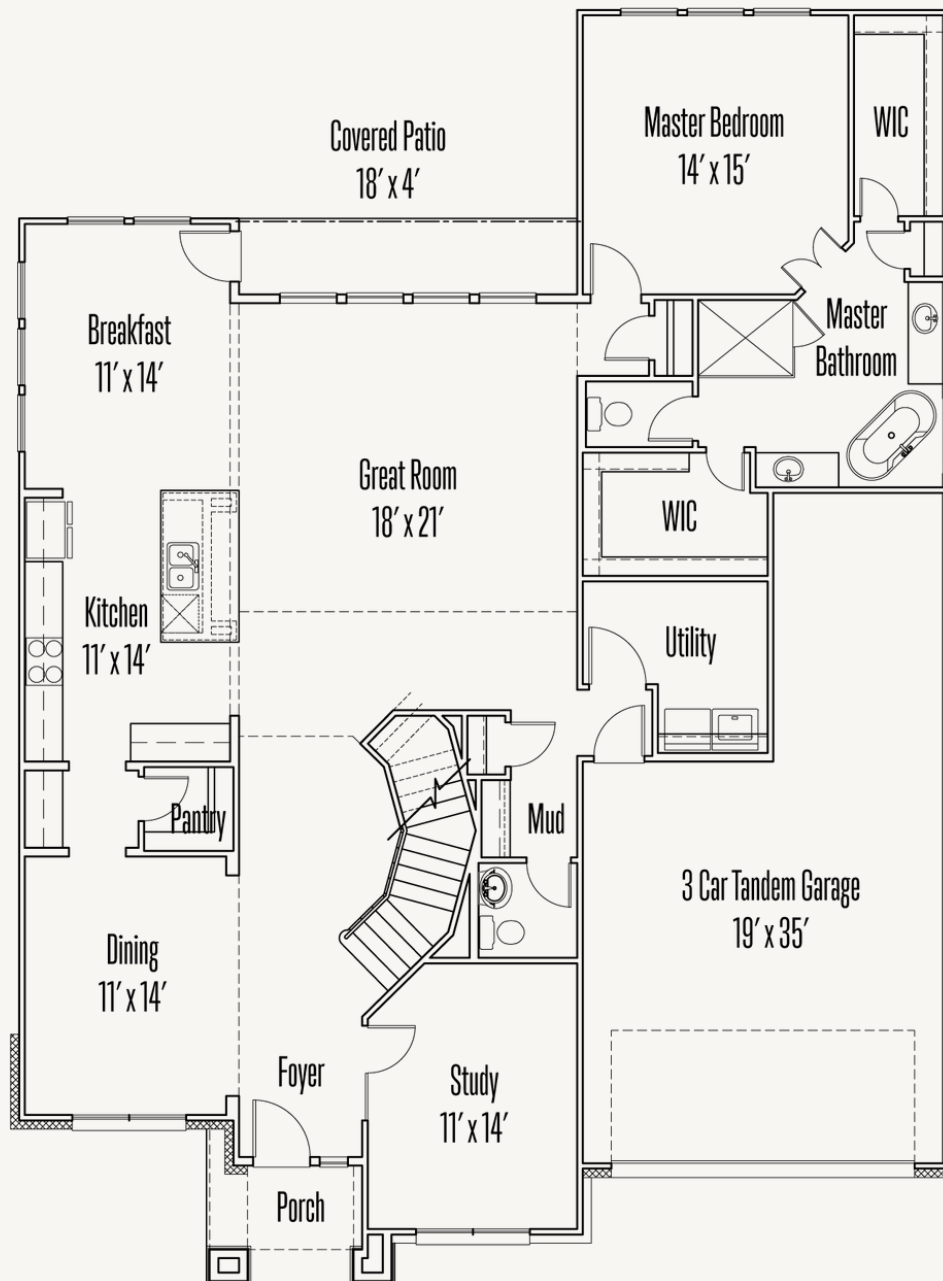 Covered Patio
18' x 4'
Master Bedroom
14' x 15'
WIC
Breakfast
11' x 14'
Master
Bathroom
Great Room
18' x 21'
WIC
Kitchen
11' x 14'
Utility
Pantry
Mud
3 Car Tandem Garage
19' x 35'
Dining
11' x 14'
Foyer
Study
11' x 14'
Porch